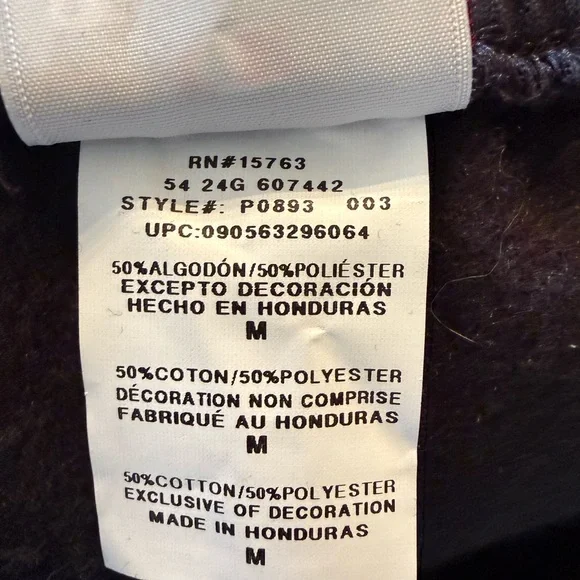 RN#15763
54 24G 607442
STYLE#: P0893 003
UPC:090563296064
50%ALGODÓN/50%POLIÉSTER
EXCEPTO DECORACIÓN
HECHO EN HONDURAS
M
50%COTON/50%POLYESTER
DÉCORATION NON COMPRISE
FABRIQUÉ AU HONDURAS
M
50%COTTON/50%POLYESTER
EXCLUSIVE OF DECORATION
MADE IN HONDURAS
M